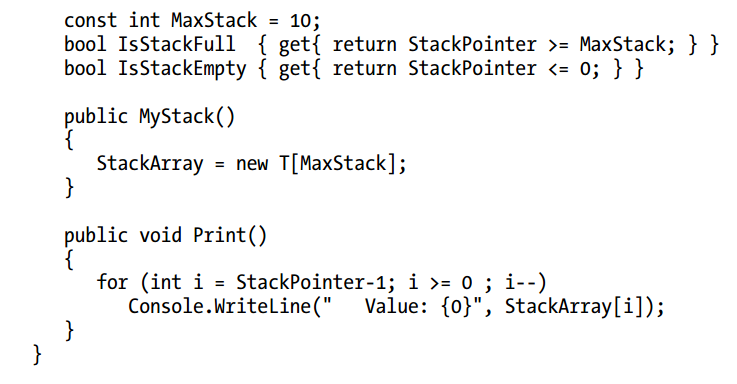 const int MaxStack = 10;
bool IsStackFull  { get{ return StackPointer >= MaxStack; } }
bool IsStackEmpty { get{ return StackPointer <= 0; } }
public MyStack()
{
StackArray = new T[MaxStack];
}
public void Print()
{
for (int i = StackPointer-1; i >= 0 ; i--)
Console.WriteLine("   Value: {0}", StackArray[i]);
}
}